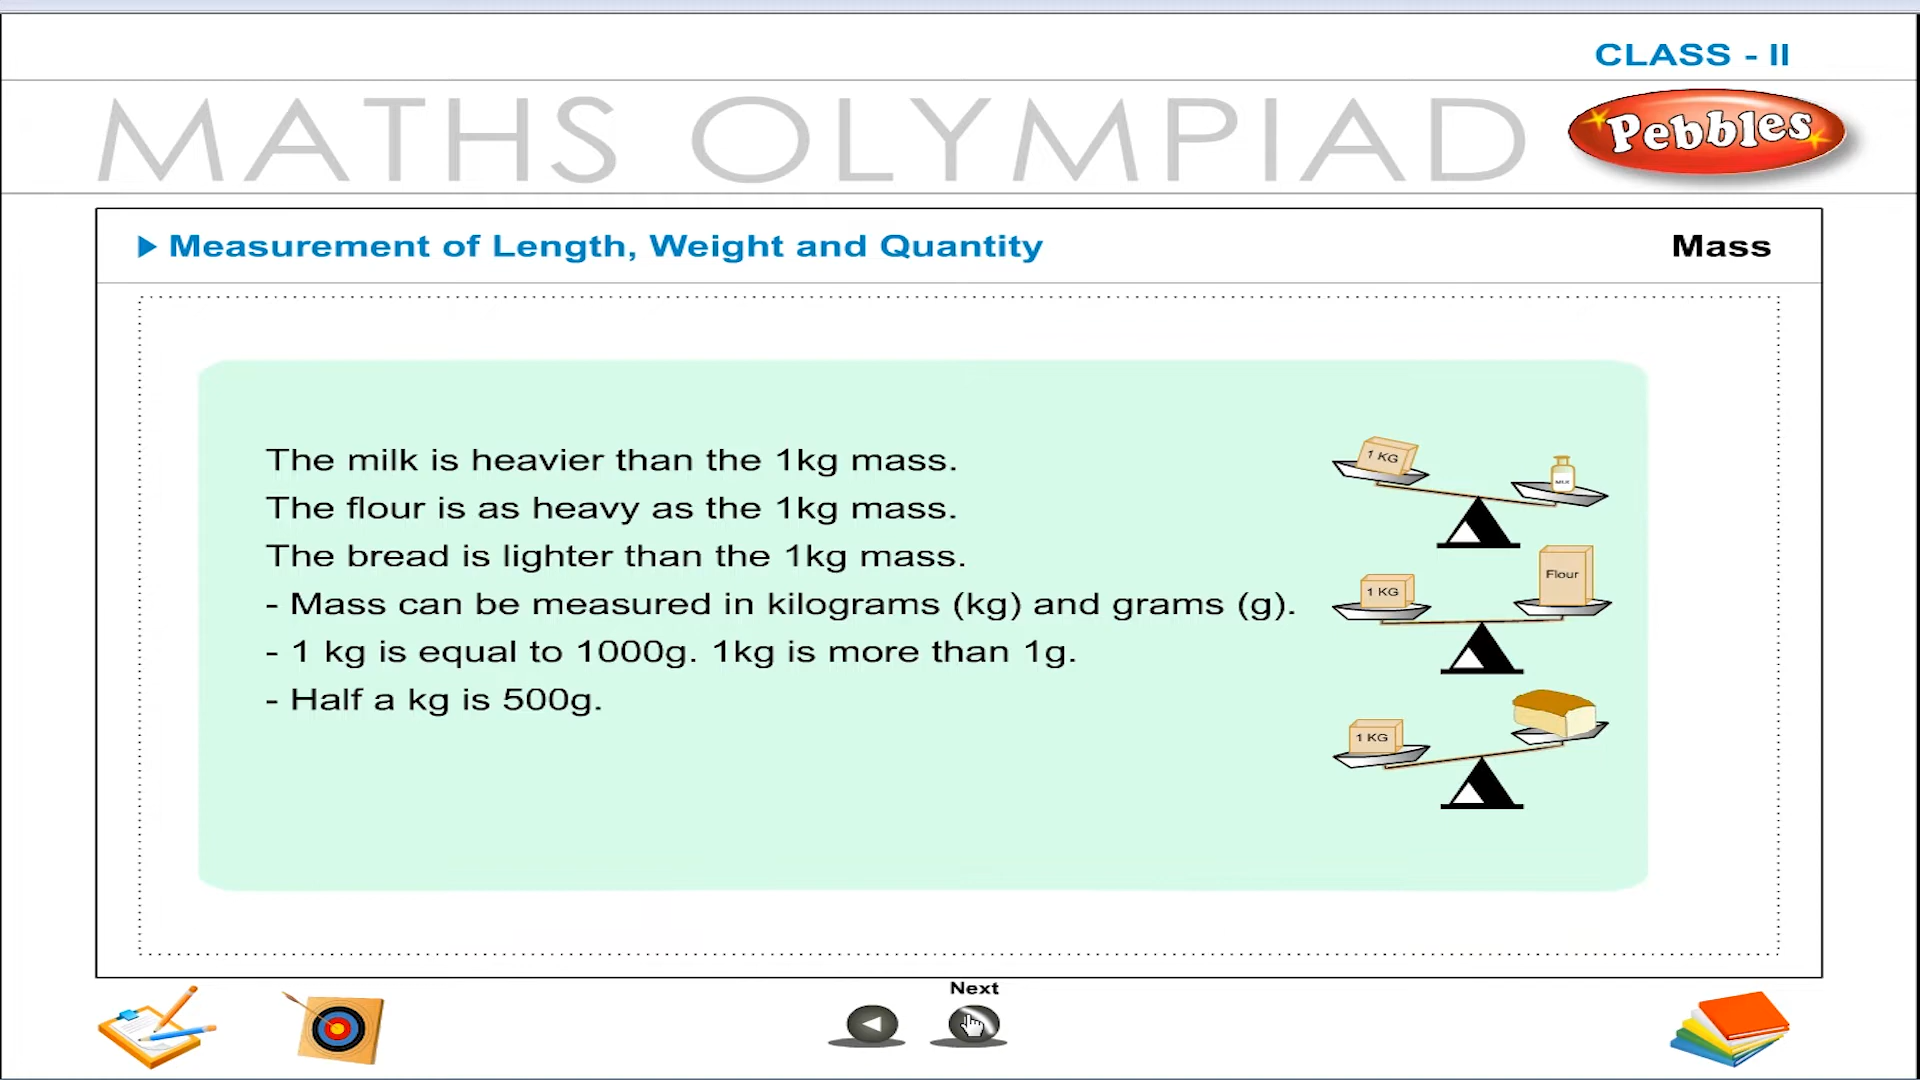 CLASS - II
MATHS OLYMPIAD
Pebbles
Measurement of Length, Weight and Quantity
Mass
The milk is heavier than the 1kg mass.
The flour is as heavy as the 1kg mass.
The bread is lighter than the 1kg mass.
- Mass can be measured in kilograms (kg) and grams (g).
- 1 kg is equal to 1000g. 1kg is more than 1g.
- Half a kg is 500g.
1 KG
MILK
1 KG
Flour
1 KG
Next